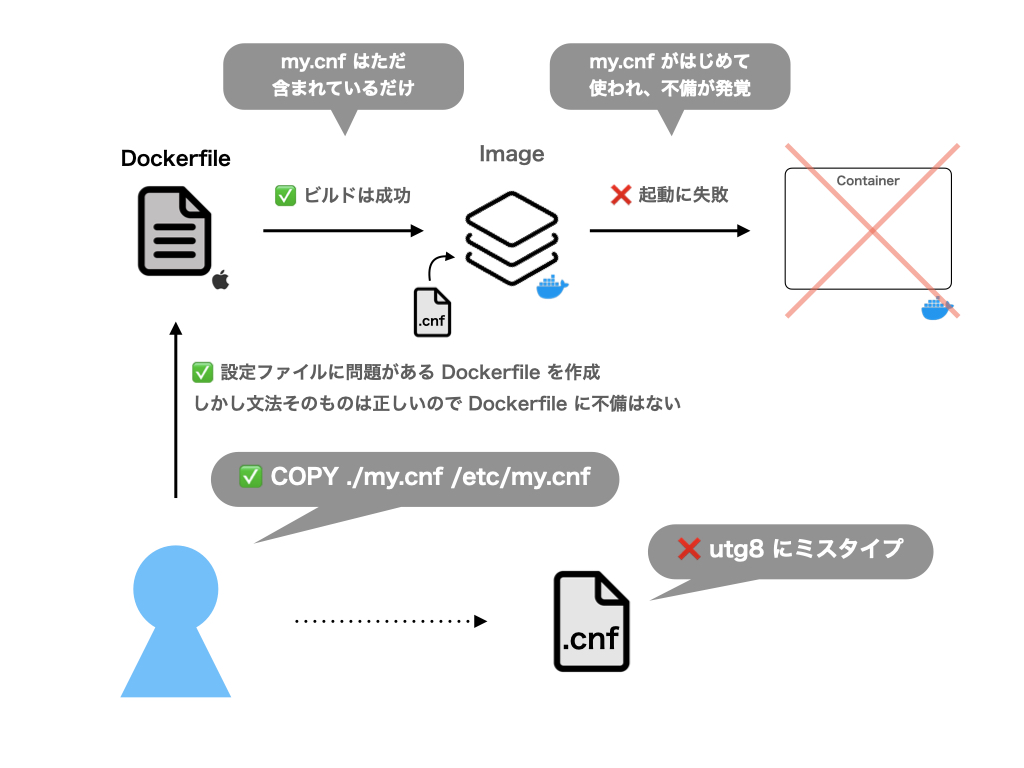 my.cnf はただ
含まれているだけ
my.cnf がはじめて
使われ、不備が発覚
Dockerfile
Image
Container
✅ ビルドは成功
❌ 起動に失敗
.cnf
✅ 設定ファイルに問題がある Dockerfile を作成
しかし文法そのものは正しいので Dockerfile に不備はない
✅ COPY ./my.cnf /etc/my.cnf
❌ utg8 にミスタイプ
.cnf